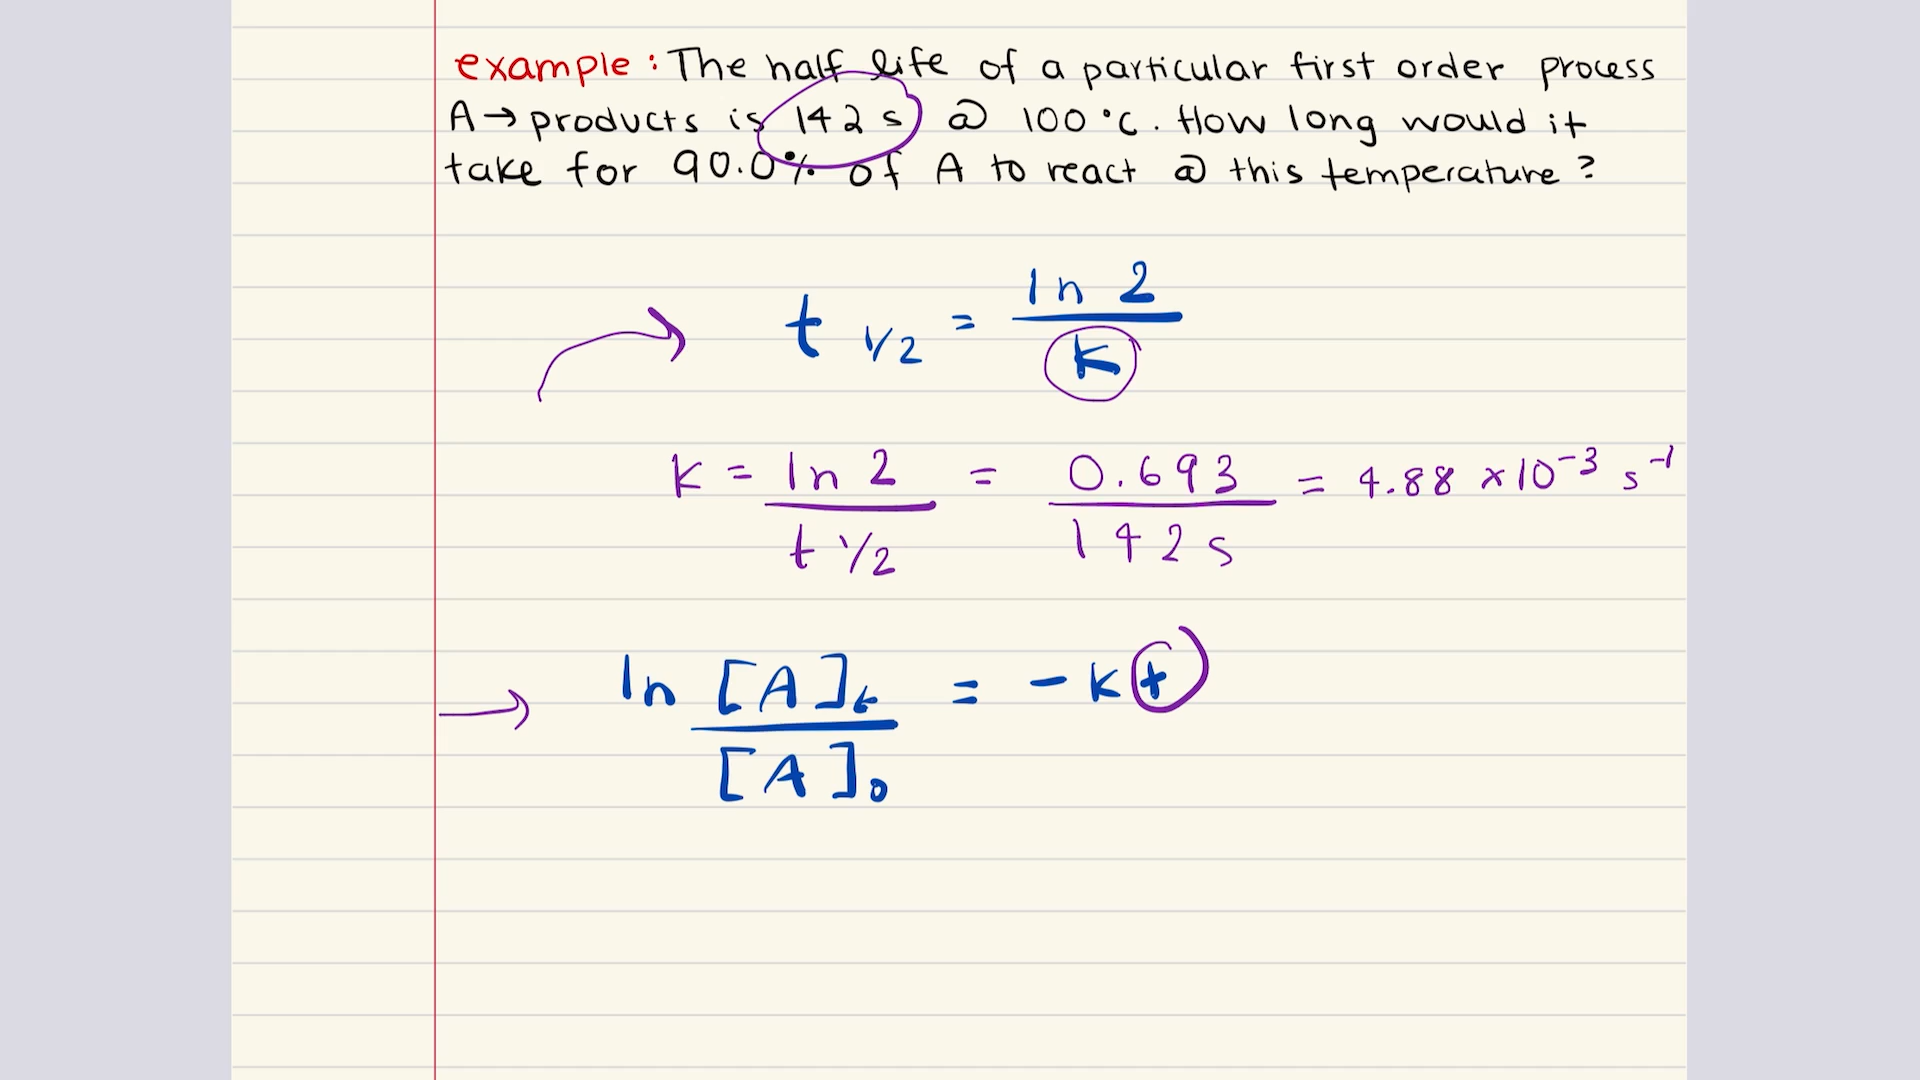 example: The half life of a particular first order process
A → products is 142 s @ 100 °C. How long would it
take for 90.0% of A to react @ this temperature?
t 1/2 = ln 2 / k
k = ln 2 / t 1/2 = 0.693 / 142 s = 4.88 × 10⁻³ s⁻¹
→ ln [A]t / [A]₀ = - kt